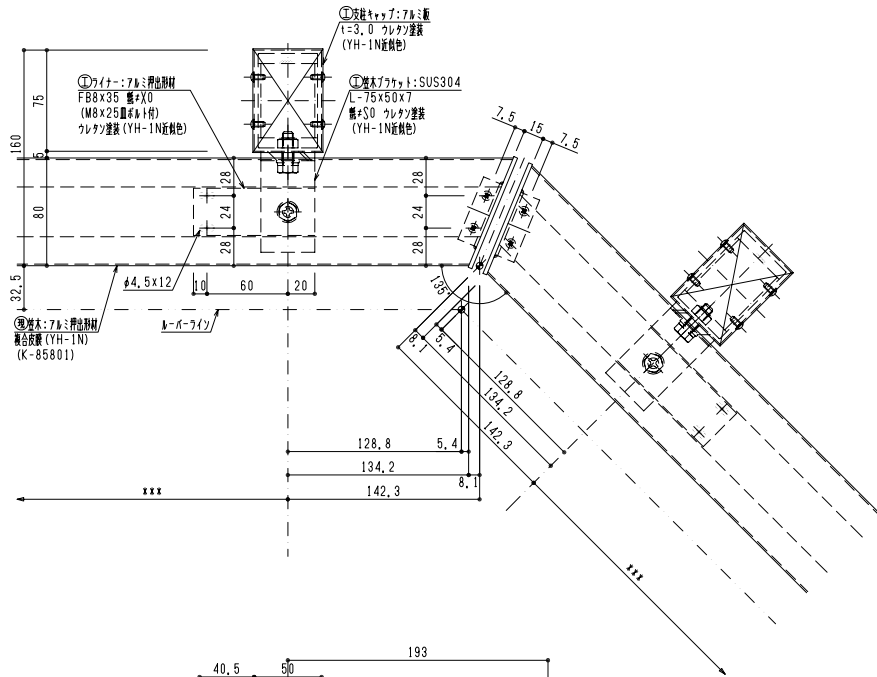 Ⓘ支柱キャップ:アルミ鈑
t=3.0 ウレタン塗装
(YH-1N近似色)
Ⓘライナー:アルミ押出形材
FB8x35
(M8x25皿ボルト付)
ウレタン塗装(YH-1N近似色)
Ⓘ笠木ブラケット:SUS304
L-75x50x7
ウレタン塗装
(YH-1N近似色)
7.5
15
7.5
160
75
5
80
32.5
28
24
28
28
24
28
φ4.5x12
10
60
20
135°
笠木:アルミ押出形材
複合皮膜(YH-1N)
(K-85801)
ルーバーライン
5.4
8.1
128.8
134.2
142.3
128.8
5.4
134.2
8.1
142.3
xxx
xxx
193
40.5
50